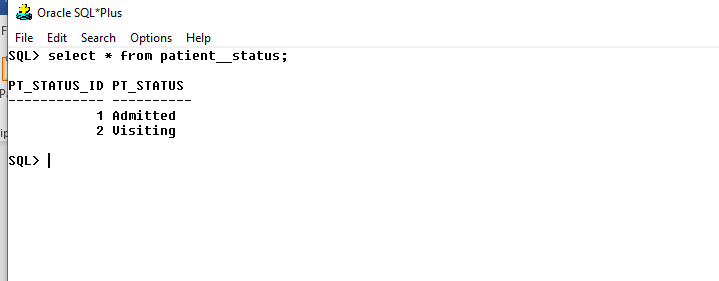 Oracle SQL*Plus
File Edit Search Options Help
SQL> select * from patient__status;
PT_STATUS_ID PT_STATUS
------------ ----------
1 Admitted
2 Visiting
SQL>